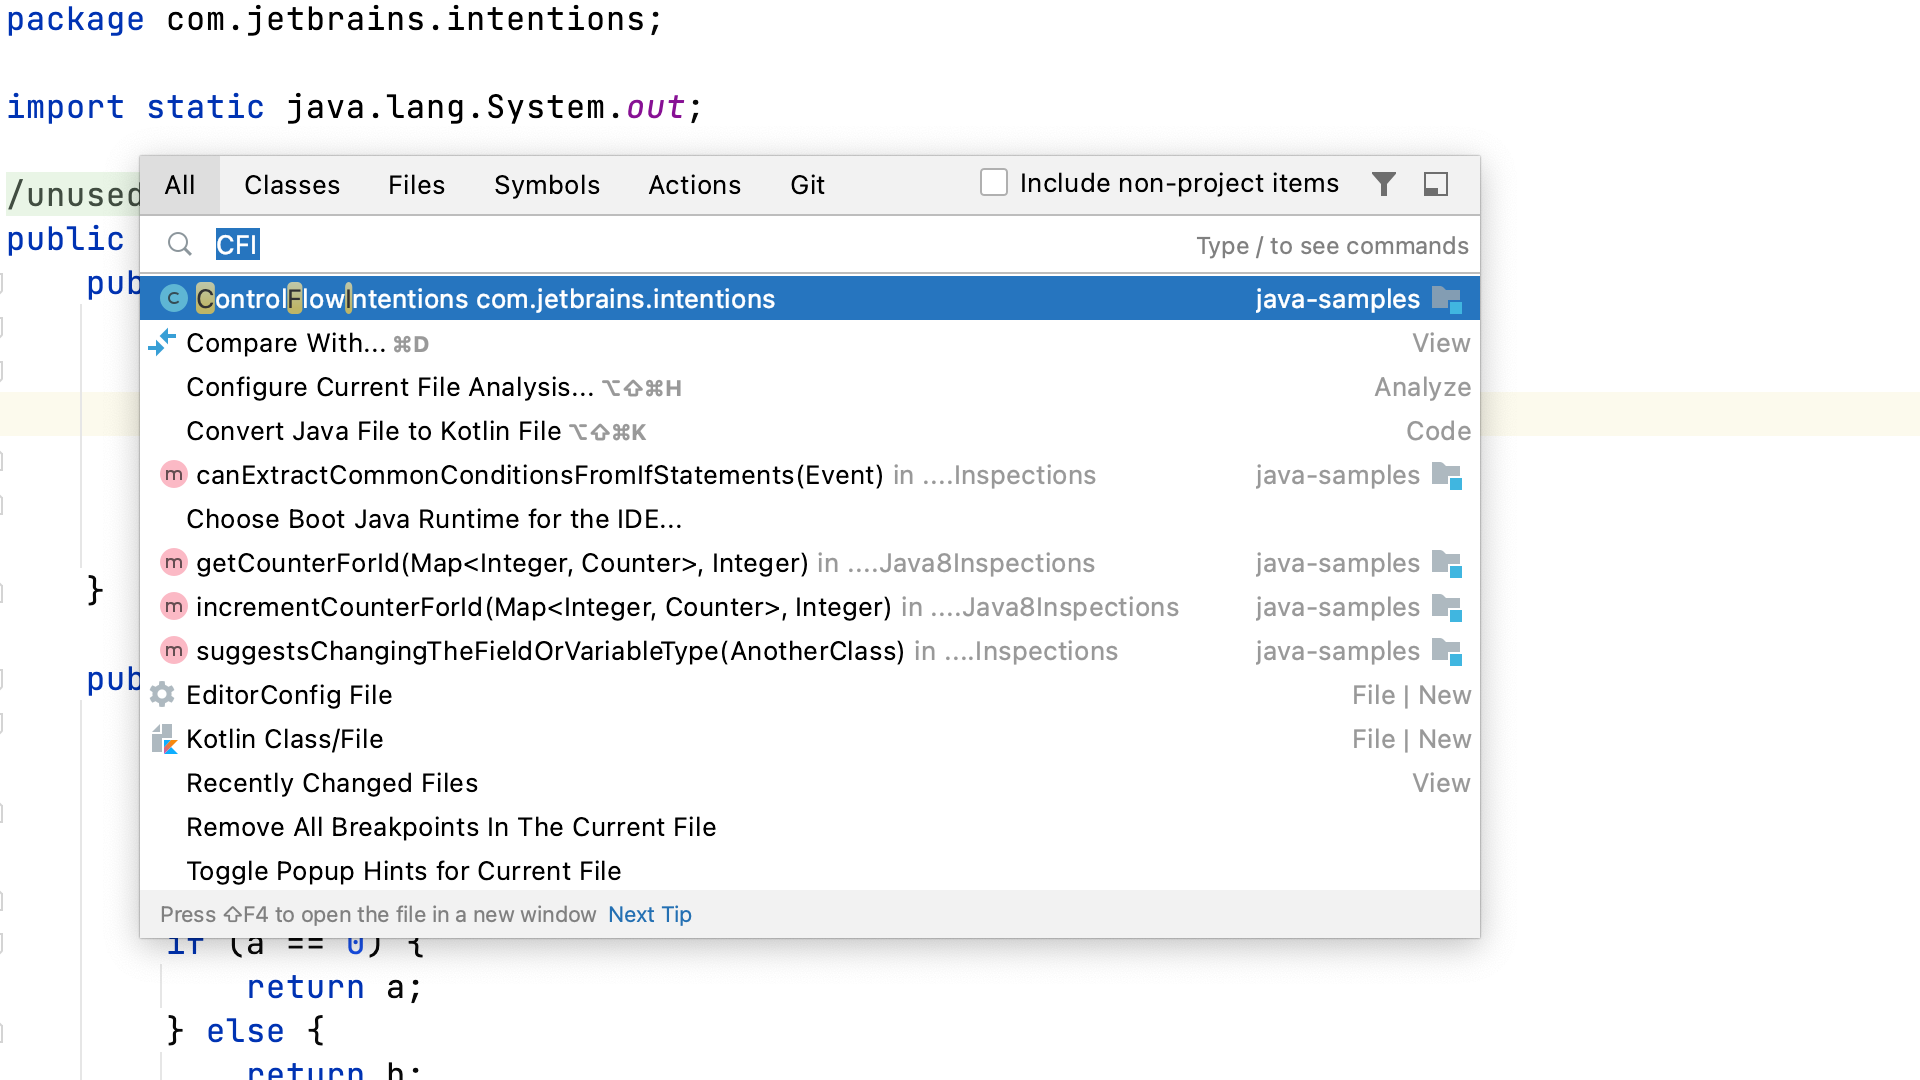 package com.jetbrains.intentions;
import static java.lang.System.out;
/unused
All Classes Files Symbols Actions Git Include non-project items
public
CFI Type / to see commands
pub
ControlFlowIntentions com.jetbrains.intentions java-samples
Compare With... ⌘D View
Configure Current File Analysis... ⌥⇧⌘H Analyze
Convert Java File to Kotlin File ⌥⇧⌘K Code
canExtractCommonConditionsFromIfStatements(Event) in ....Inspections java-samples
Choose Boot Java Runtime for the IDE...
getCounterForId(Map<Integer, Counter>, Integer) in ....Java8Inspections java-samples
}
incrementCounterForId(Map<Integer, Counter>, Integer) in ....Java8Inspections java-samples
suggestsChangingTheFieldOrVariableType(AnotherClass) in ....Inspections java-samples
pub
EditorConfig File File | New
Kotlin Class/File File | New
Recently Changed Files View
Remove All Breakpoints In The Current File
Toggle Popup Hints for Current File
Press ⇧F4 to open the file in a new window Next Tip
if (a == 0) {
return a;
} else {
return b;